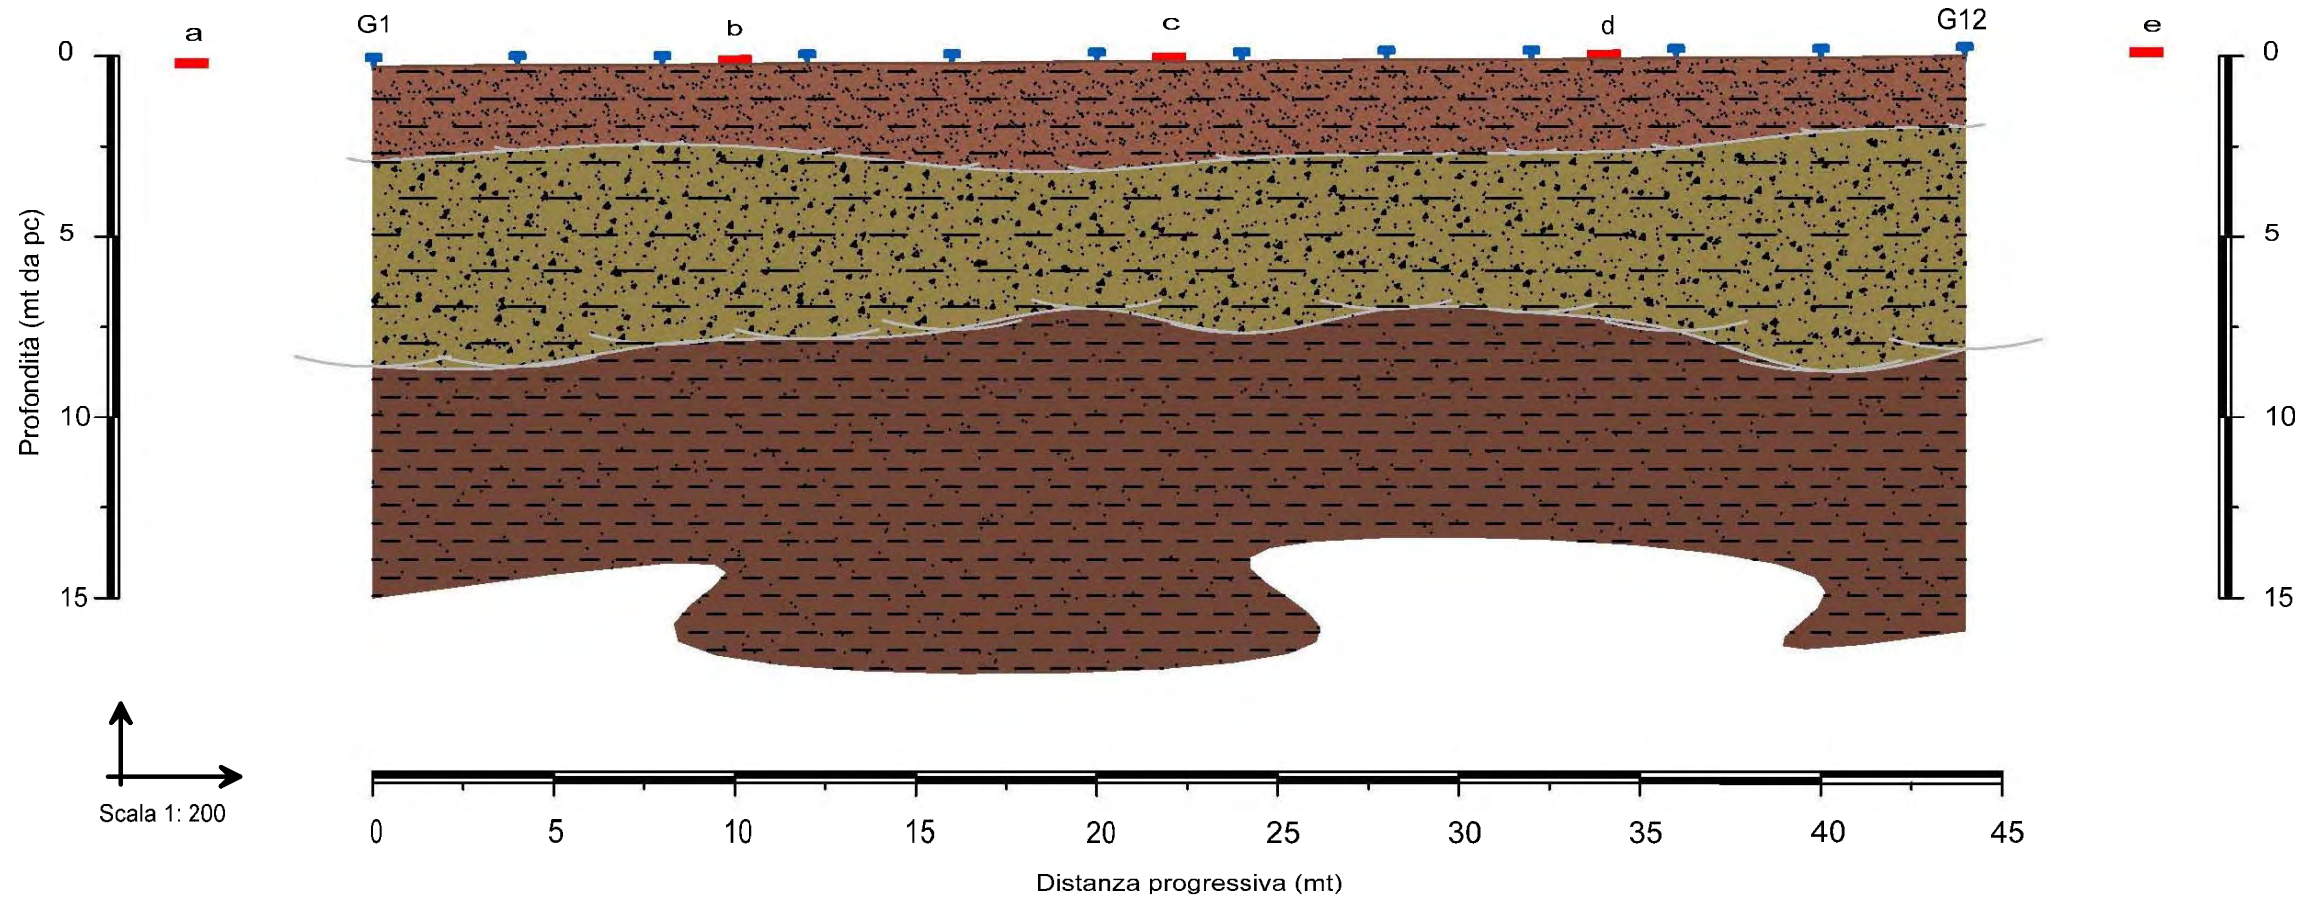 a G1 b c d G12 e
0 0
Profondità (mt da pc)
5 5
10 10
15 15
Scala 1: 200
0 5 10 15 20 25 30 35 40 45
Distanza progressiva (mt)